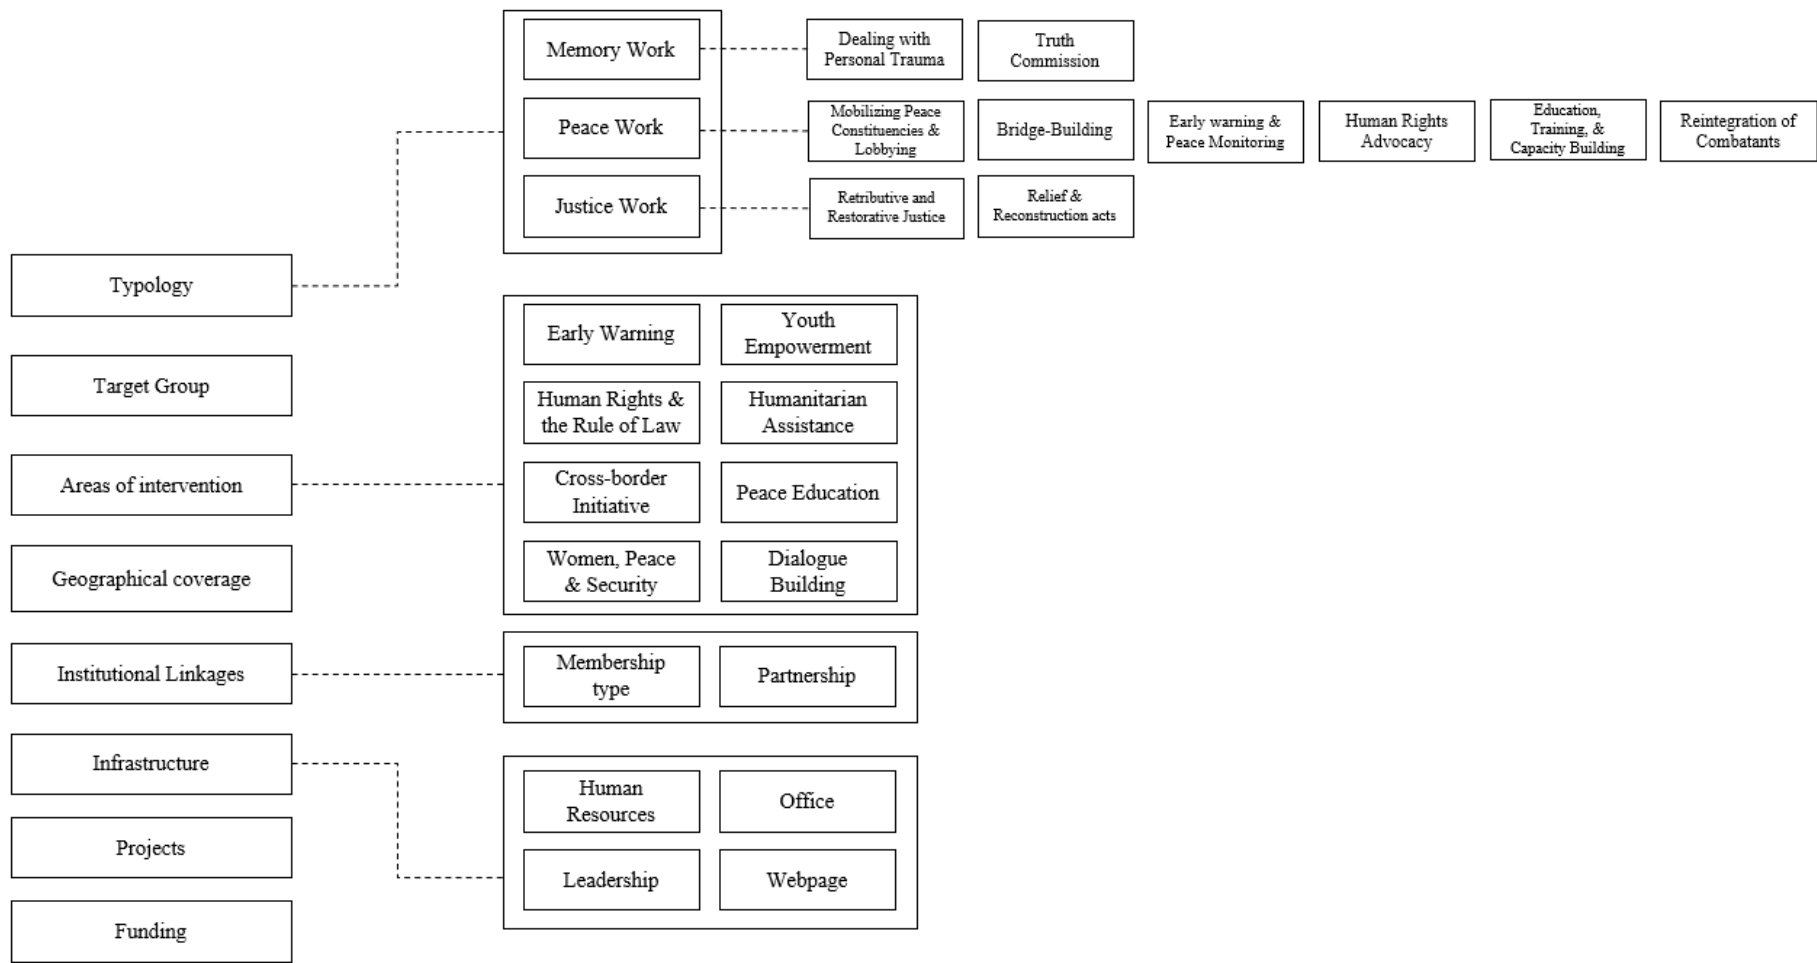 Memory Work
Dealing with
Personal Trauma
Truth
Commission
Peace Work
Mobilizing Peace
Constituencies &
Lobbying
Bridge-Building
Early warning &
Peace Monitoring
Human Rights
Advocacy
Education,
Training, &
Capacity Building
Reintegration of
Combatants
Justice Work
Retributive and
Restorative Justice
Relief &
Reconstruction acts
Typology
Target Group
Areas of intervention
Geographical coverage
Institutional Linkages
Infrastructure
Projects
Funding
Early Warning
Youth
Empowerment
Human Rights &
the Rule of Law
Humanitarian
Assistance
Cross-border
Initiative
Peace Education
Women, Peace
& Security
Dialogue
Building
Membership
type
Partnership
Human
Resources
Office
Leadership
Webpage